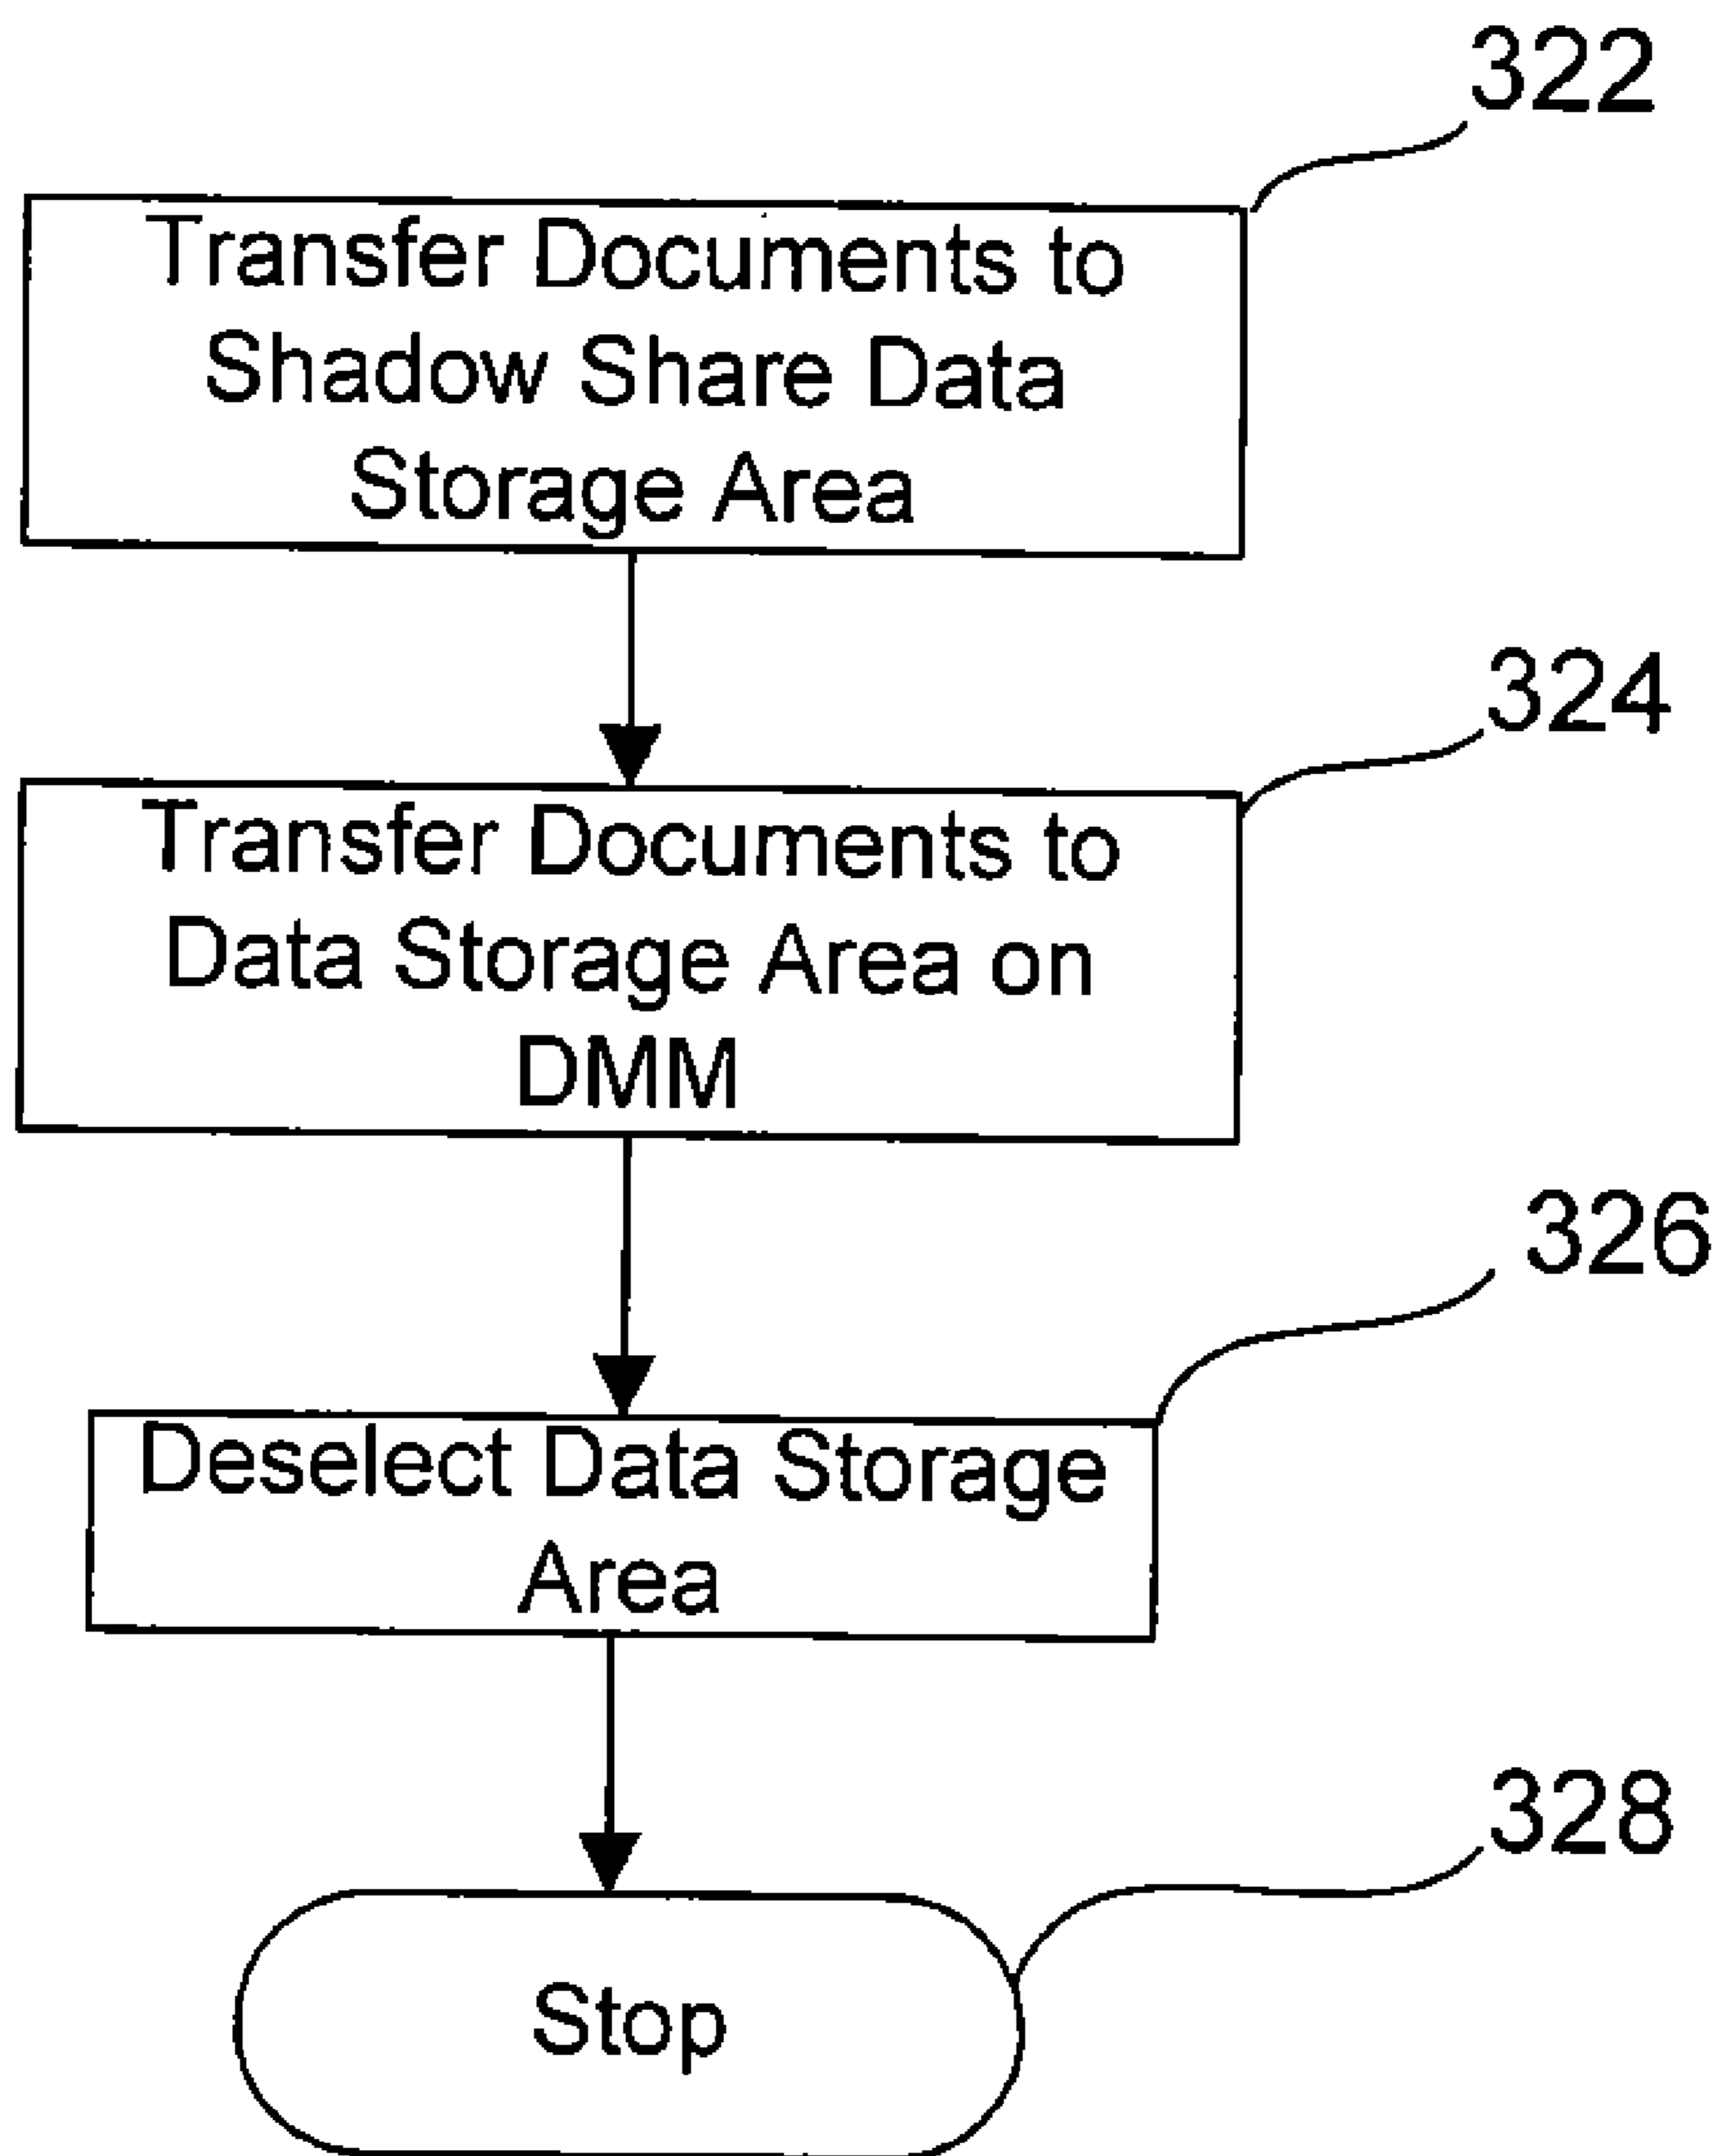 322
Transfer Documents to
Shadow Share Data
Storage Area
324
Transfer Documents to
Data Storage Area on
DMM
326
Deselect Data Storage
Area
328
Stop